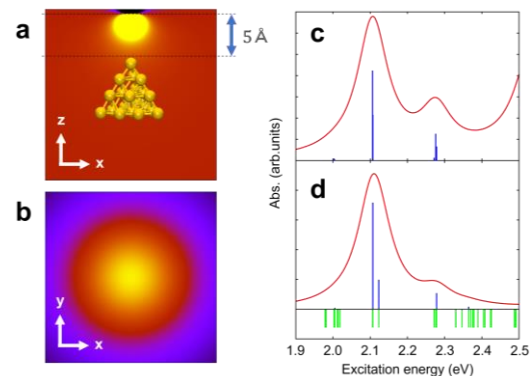 a
5 Å
z
x
b
y
x
c
d
Abs. (arb.units)
1.9 2.0 2.1 2.2 2.3 2.4 2.5
Excitation energy (eV)